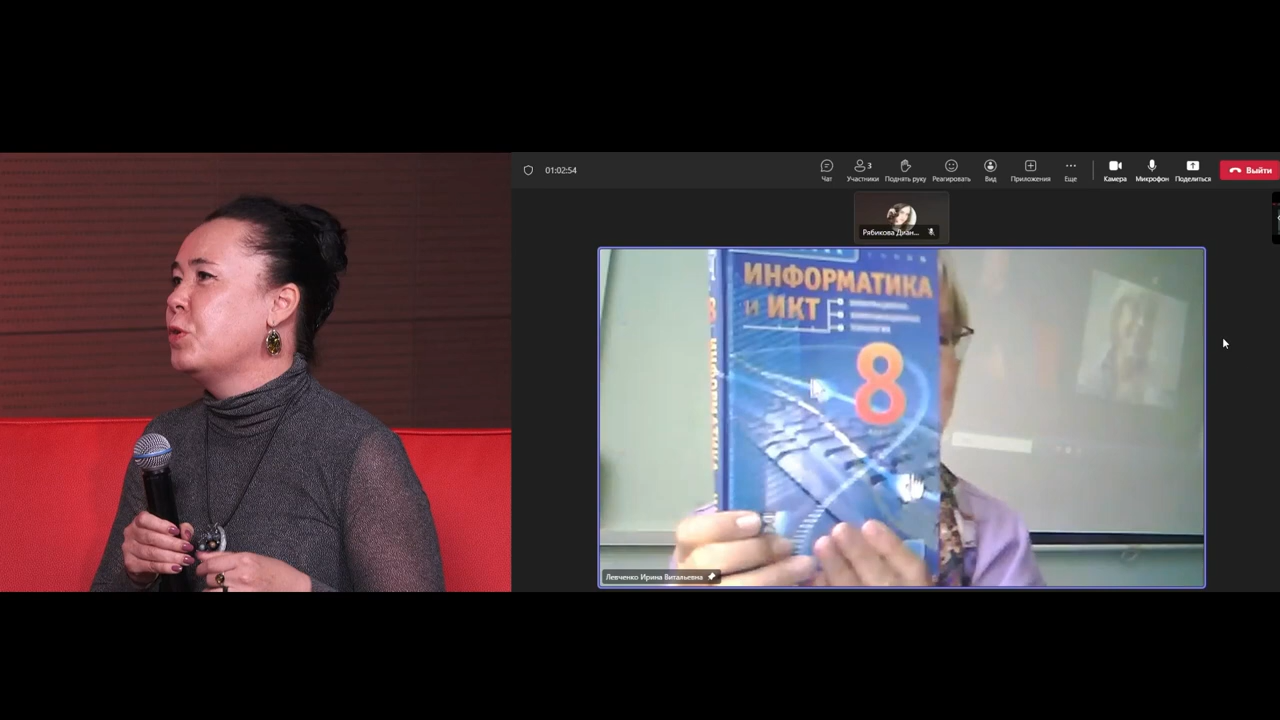 01:02:54
Чат
Участники
3
Поднять руку
Реагировать
Вид
Приложения
Еще
Камера
Микрофон
Поделиться
Выйти
Рябикова Диан...
ИНФОРМАТИКА
и ИКТ
8
Левченко Ирина Витальевна